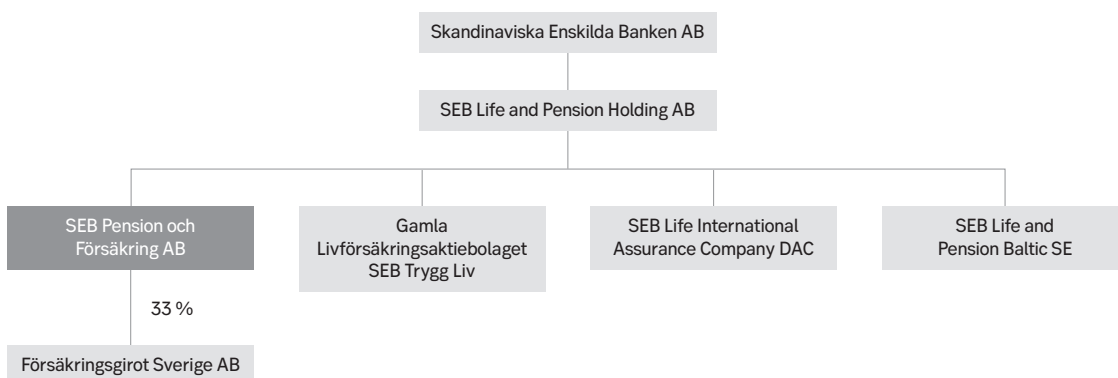 Skandinaviska Enskilda Banken AB
SEB Life and Pension Holding AB
SEB Pension och
Försäkring AB
Gamla
Livförsäkringsaktiebolaget
SEB Trygg Liv
SEB Life International
Assurance Company DAC
SEB Life and
Pension Baltic SE
33 %
Försäkringsgirot Sverige AB